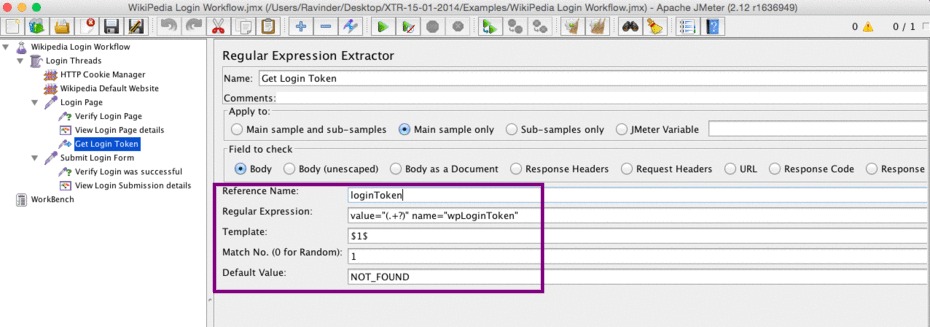 WikiPedia Login Workflow.jmx (/Users/Ravinder/Desktop/XTR-15-01-2014/Examples/WikiPedia Login Workflow.jmx) - Apache JMeter (2.12 r1636949)
0 0 / 1
Wikipedia Login Workflow
Login Threads
HTTP Cookie Manager
Wikipedia Default Website
Login Page
Verify Login Page
View Login Page details
Get Login Token
Submit Login Form
Verify Login was successful
View Login Submission details
WorkBench
Regular Expression Extractor
Name: Get Login Token
Comments:
Apply to:
Main sample and sub-samples Main sample only Sub-samples only JMeter Variable
Field to check
Body Body (unescaped) Body as a Document Response Headers Request Headers URL Response Code Response
Reference Name: loginToken
Regular Expression: value="(.+?)" name="wpLoginToken"
Template: $1$
Match No. (0 for Random): 1
Default Value: NOT_FOUND